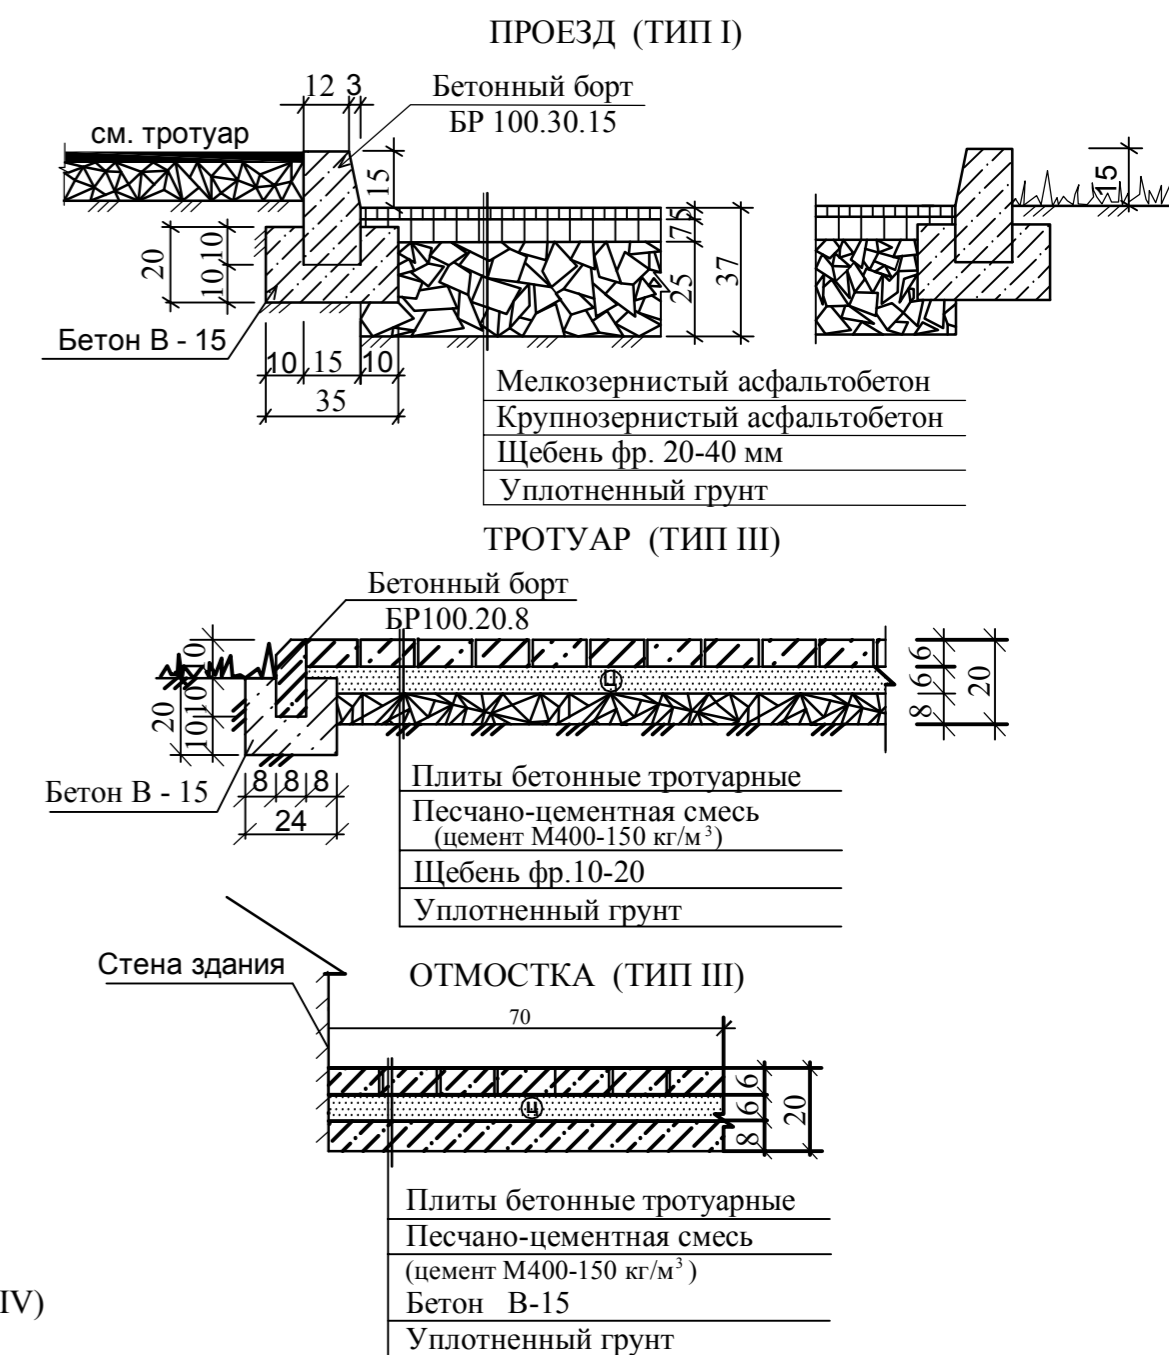 ПРОЕЗД (ТИП I)
12 3
Бетонный борт
БР 100.30.15
см. тротуар
15
15
20
10
10
5
7
25
37
Бетон В - 15
10 15 10
35
Мелкозернистый асфальтобетон
Крупнозернистый асфальтобетон
Щебень фр. 20-40 мм
Уплотненный грунт
ТРОТУАР (ТИП III)
Бетонный борт
БР100.20.8
10
10
10
20
6
6
8
20
Бетон В - 15
8 8 8
24
Ц
Плиты бетонные тротуарные
Песчано-цементная смесь
(цемент М400-150 кг/м³)
Щебень фр.10-20
Уплотненный грунт
Стена здания
ОТМОСТКА (ТИП III)
70
6
6
8
20
Ц
Плиты бетонные тротуарные
Песчано-цементная смесь
(цемент М400-150 кг/м³)
Бетон В-15
Уплотненный грунт
IV)